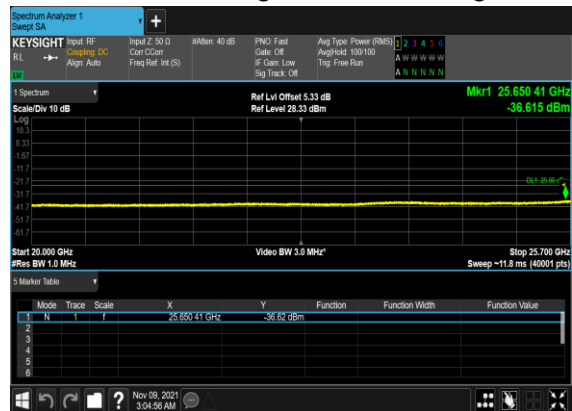 Spectrum Analyzer 1
Swept SA
+
KEYSIGHT Input: RF Input Z: 50 Ω #Atten: 40 dB PNO: Fast Avg Type: Power (RMS) 1 2 3 4 5 6
RL Coupling: DC Corr CCorr Gate: Off Avg|Hold: 100/100 A W W W W W
Align: Auto Freq Ref: Int (S) IF Gain: Low Trig: Free Run
Sig Track: Off A N N N N N
1 Spectrum Ref Lvl Offset 5.33 dB Mkr1 25.650 41 GHz
Scale/Div 10 dB Ref Level 28.33 dBm -36.615 dBm
Log
18.3
8.33
-1.67
-11.7
-21.7 DL1 -25.00 d
-31.7
-41.7
-51.7
-61.7
Start 20.000 GHz Video BW 3.0 MHz* Stop 25.700 GHz
#Res BW 1.0 MHz Sweep ~11.8 ms (40001 pts)
5 Marker Table
Mode Trace Scale X Y Function Function Width Function Value
1 N 1 f 25.650 41 GHz -36.62 dBm
2
3
4
5
6
? Nov 09, 2021
3:04:56 AM